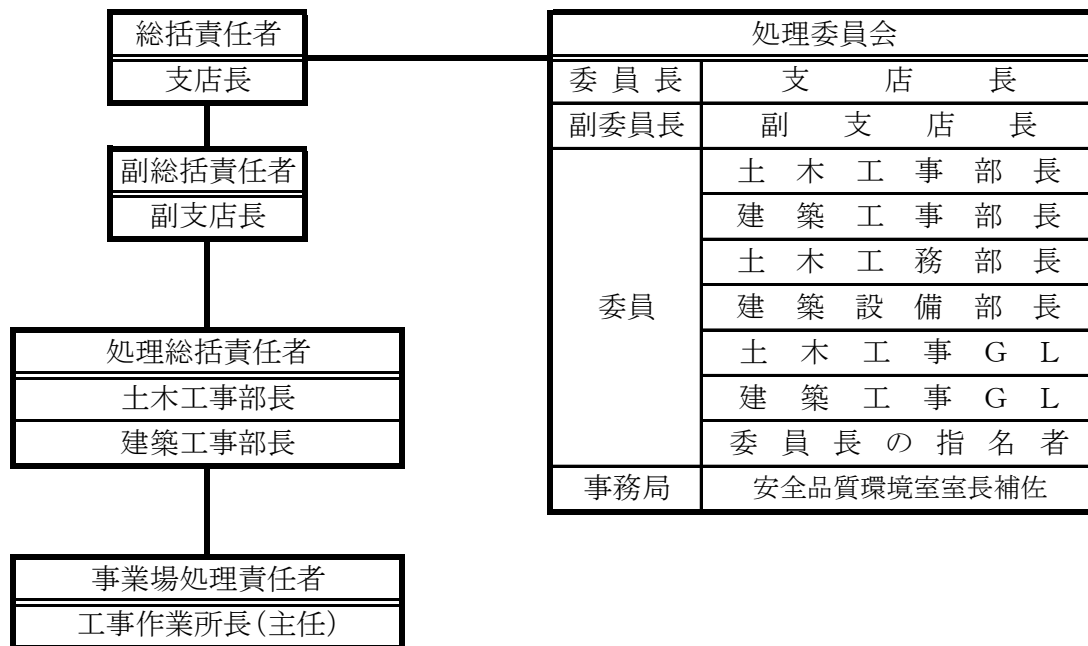 総括責任者
支店長
副総括責任者
副支店長
処理総括責任者
土木工事部長
建築工事部長
事業場処理責任者
工事作業所長(主任)
処理委員会
委員長 支店長
副委員長 副支店長
委員
土木工事部長
建築工事部長
土木工務部長
建築設備部長
土木工事GL
建築工事GL
委員長の指名者
事務局 安全品質環境室室長補佐